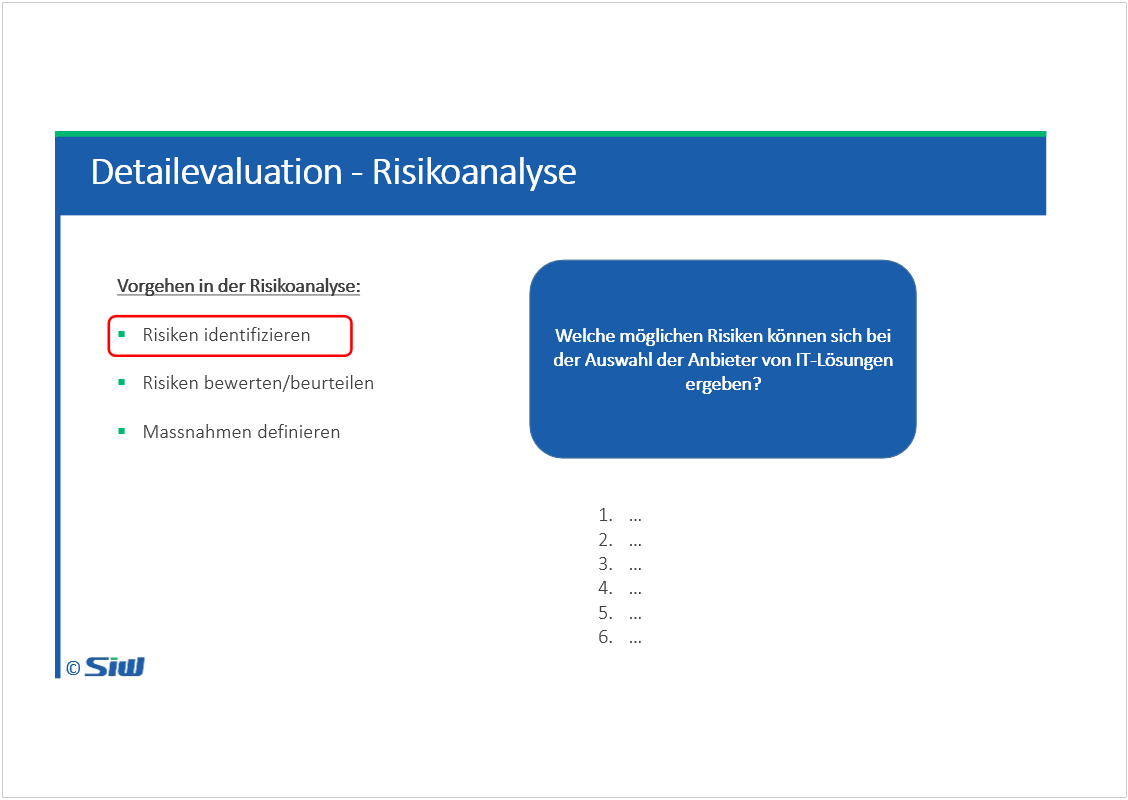 Detailevaluation - Risikoanalyse
Vorgehen in der Risikoanalyse:
▪ Risiken identifizieren
▪ Risiken bewerten/beurteilen
▪ Massnahmen definieren
Welche möglichen Risiken können sich bei
der Auswahl der Anbieter von IT-Lösungen
ergeben?
1. ...
2. ...
3. ...
4. ...
5. ...
6. ...
© SIW